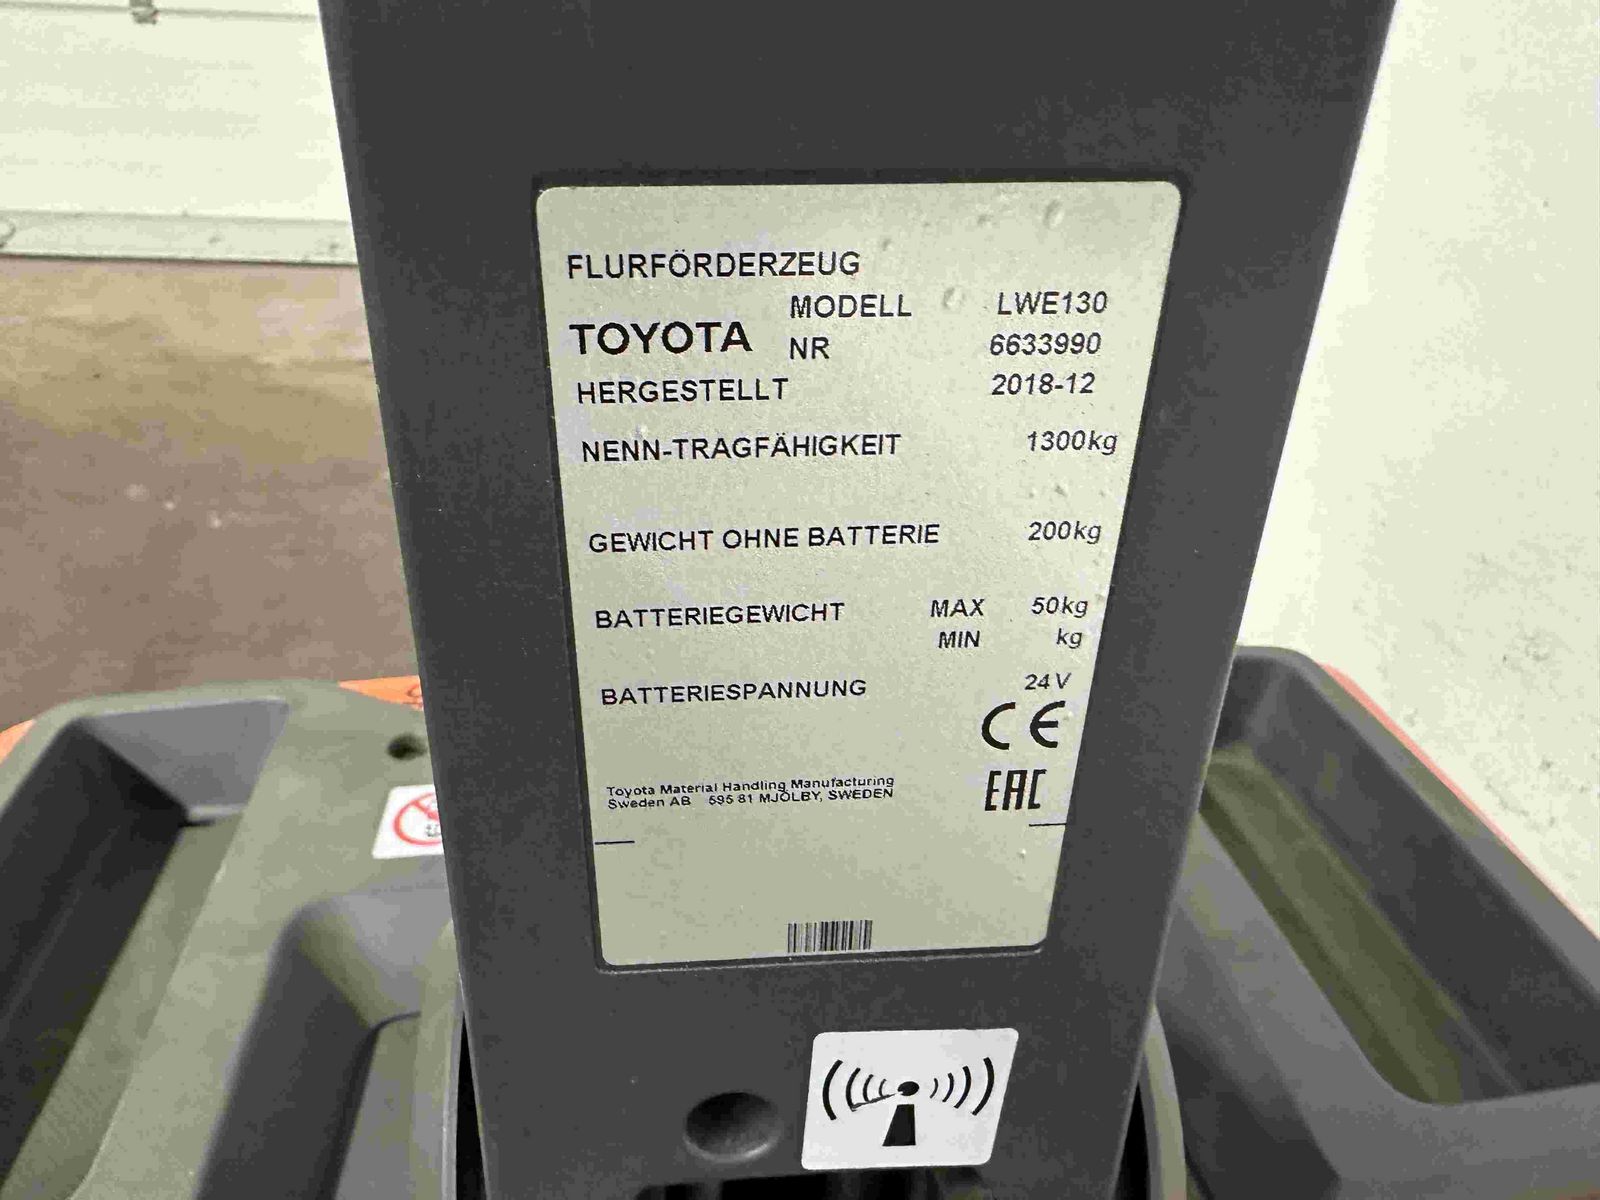 FLURFÖRDERZEUG
MODELL LWE130
TOYOTA NR 6633990
HERGESTELLT 2018-12
NENN-TRAGFÄHIGKEIT 1300kg
GEWICHT OHNE BATTERIE 200kg
BATTERIEGEWICHT MAX 50kg
MIN kg
BATTERIESPANNUNG 24V
CE
Toyota Material Handling Manufacturing
Sweden AB 595 81 MJÖLBY, SWEDEN
EAC